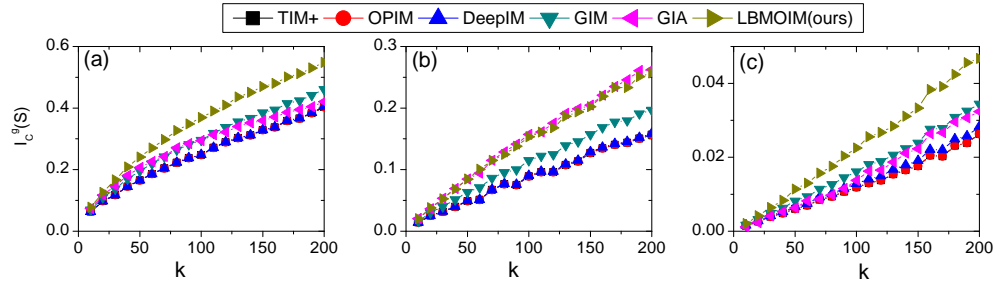 TIM+ OPIM DeepIM GIM GIA LBMOIM(ours)
(a) (b) (c)
I_C^g(S)
0.6 0.4 0.2 0.0
0 50 100 150 200
k
0.3 0.2 0.1 0.0
0 50 100 150 200
k
0.04 0.02 0.00
0 50 100 150 200
k